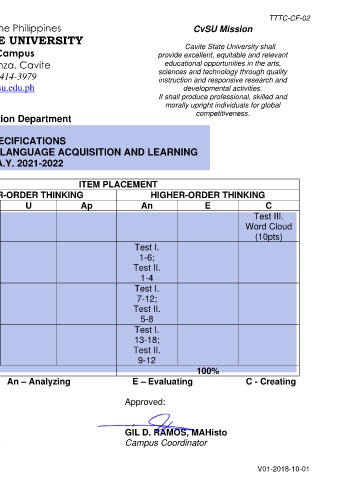 TTTC-CF-02
he Philippines
E UNIVERSITY
Campus
nza, Cavite
414-3979
su.edu.ph
CvSU Mission
Cavite State University shall
provide excellent, equitable and relevant
educational opportunities in the arts,
sciences and technology through quality
instruction and responsive research and
developmental activities.
It shall produce professional, skilled and
morally upright individuals for global
competitiveness.
tion Department
ECIFICATIONS
LANGUAGE ACQUISITION AND LEARNING
A.Y. 2021-2022
ITEM PLACEMENT
R-ORDER THINKING HIGHER-ORDER THINKING
U Ap An E C
Test III.
Word Cloud
(10pts)
Test I.
1-6;
Test II.
1-4
Test I.
7-12;
Test II.
5-8
Test I.
13-18;
Test II.
9-12
100%
An – Analyzing E – Evaluating C - Creating
Approved:
GIL D. RAMOS, MAHisto
Campus Coordinator
V01-2018-10-01